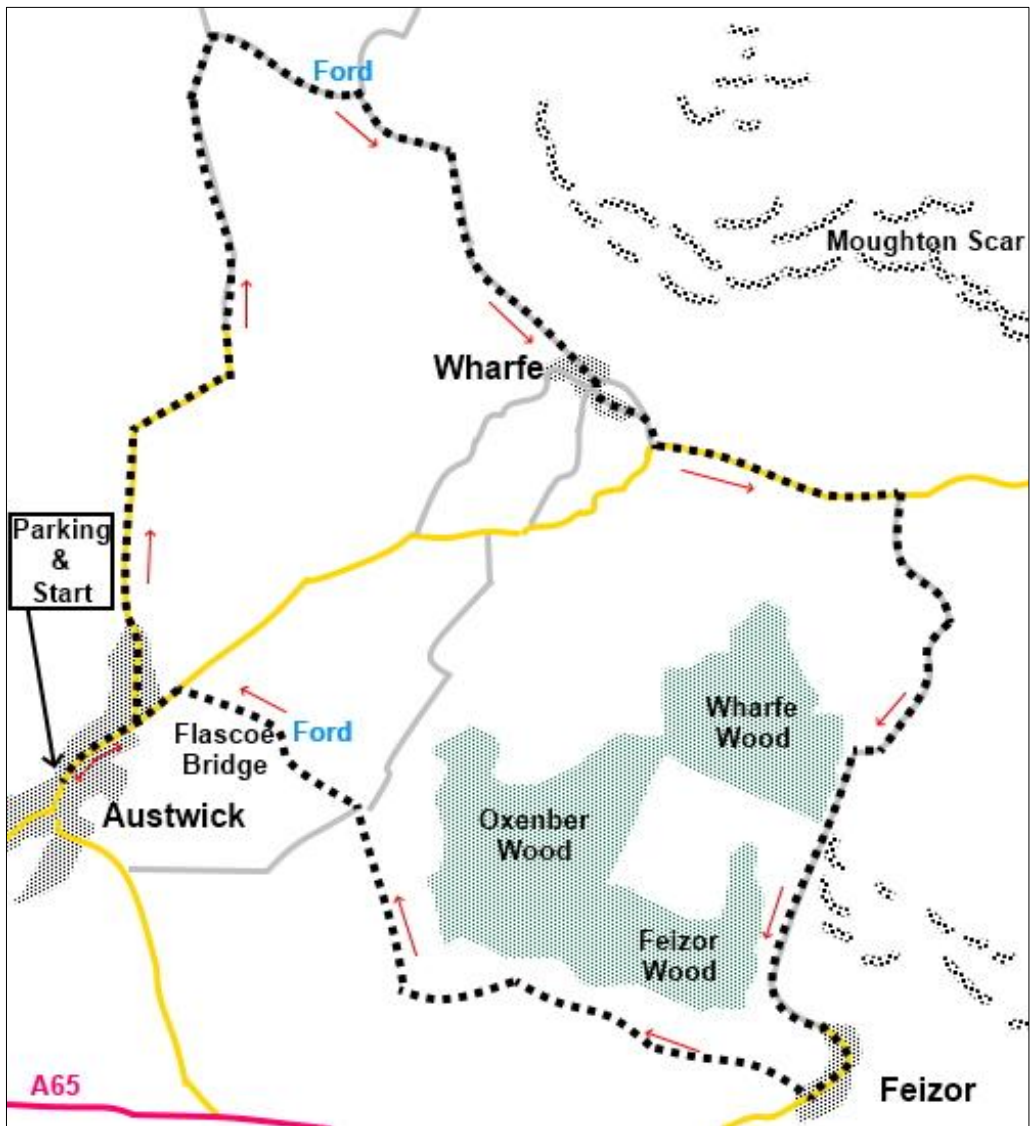 Ford
Moughton Scar
Wharfe
Parking
&
Start
Wharfe
Wood
Flascoe
Bridge
Ford
Austwick
Oxenber
Wood
Feizor
Wood
A65
Feizor